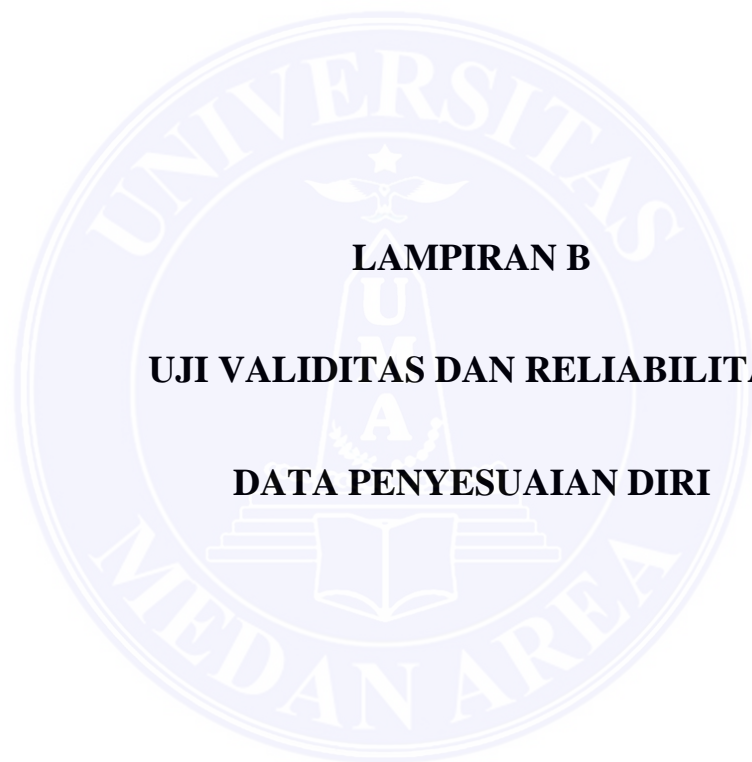 UNIVERSITAS
LAMPIRAN B
U
M
UJI VALIDITAS DAN RELIABILITA
A
DATA PENYESUAIAN DIRI
MEDAN AREA